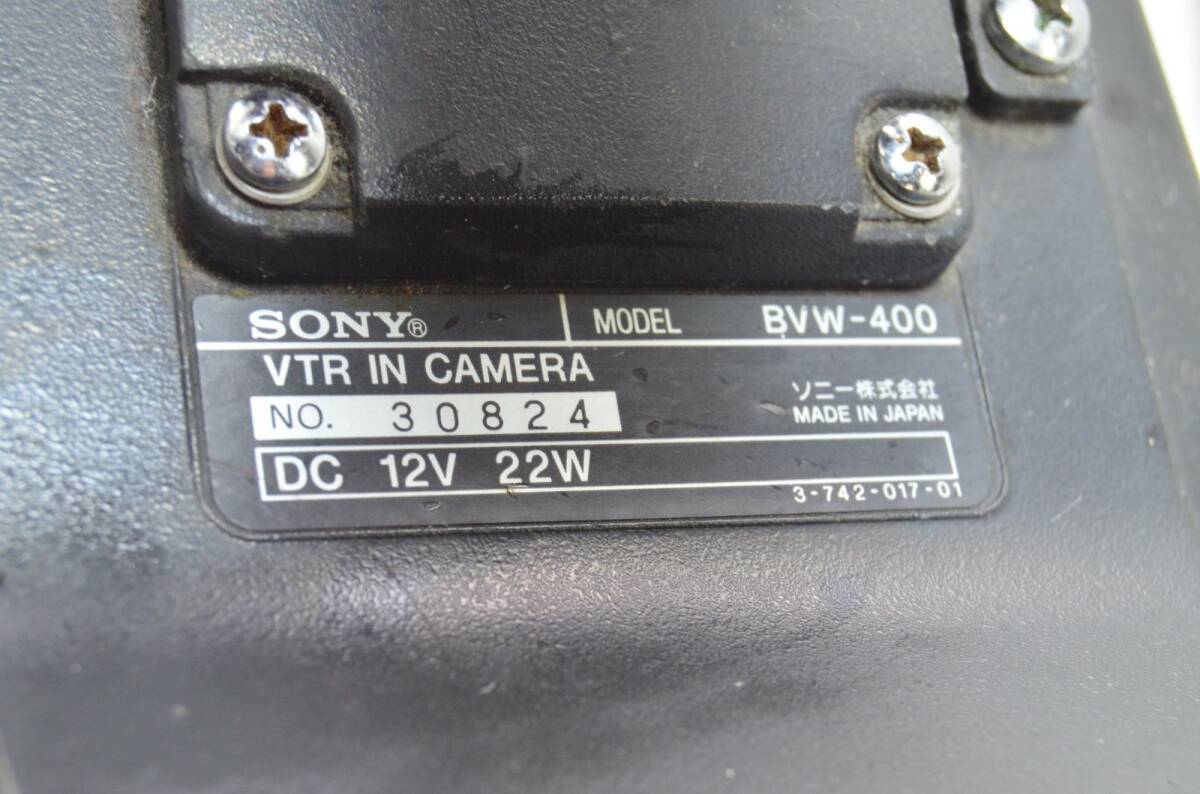 SONY® MODEL BVW-400
VTR IN CAMERA
ソニー株式会社
NO. 30824
MADE IN JAPAN
DC 12V 22W
3-742-017-01